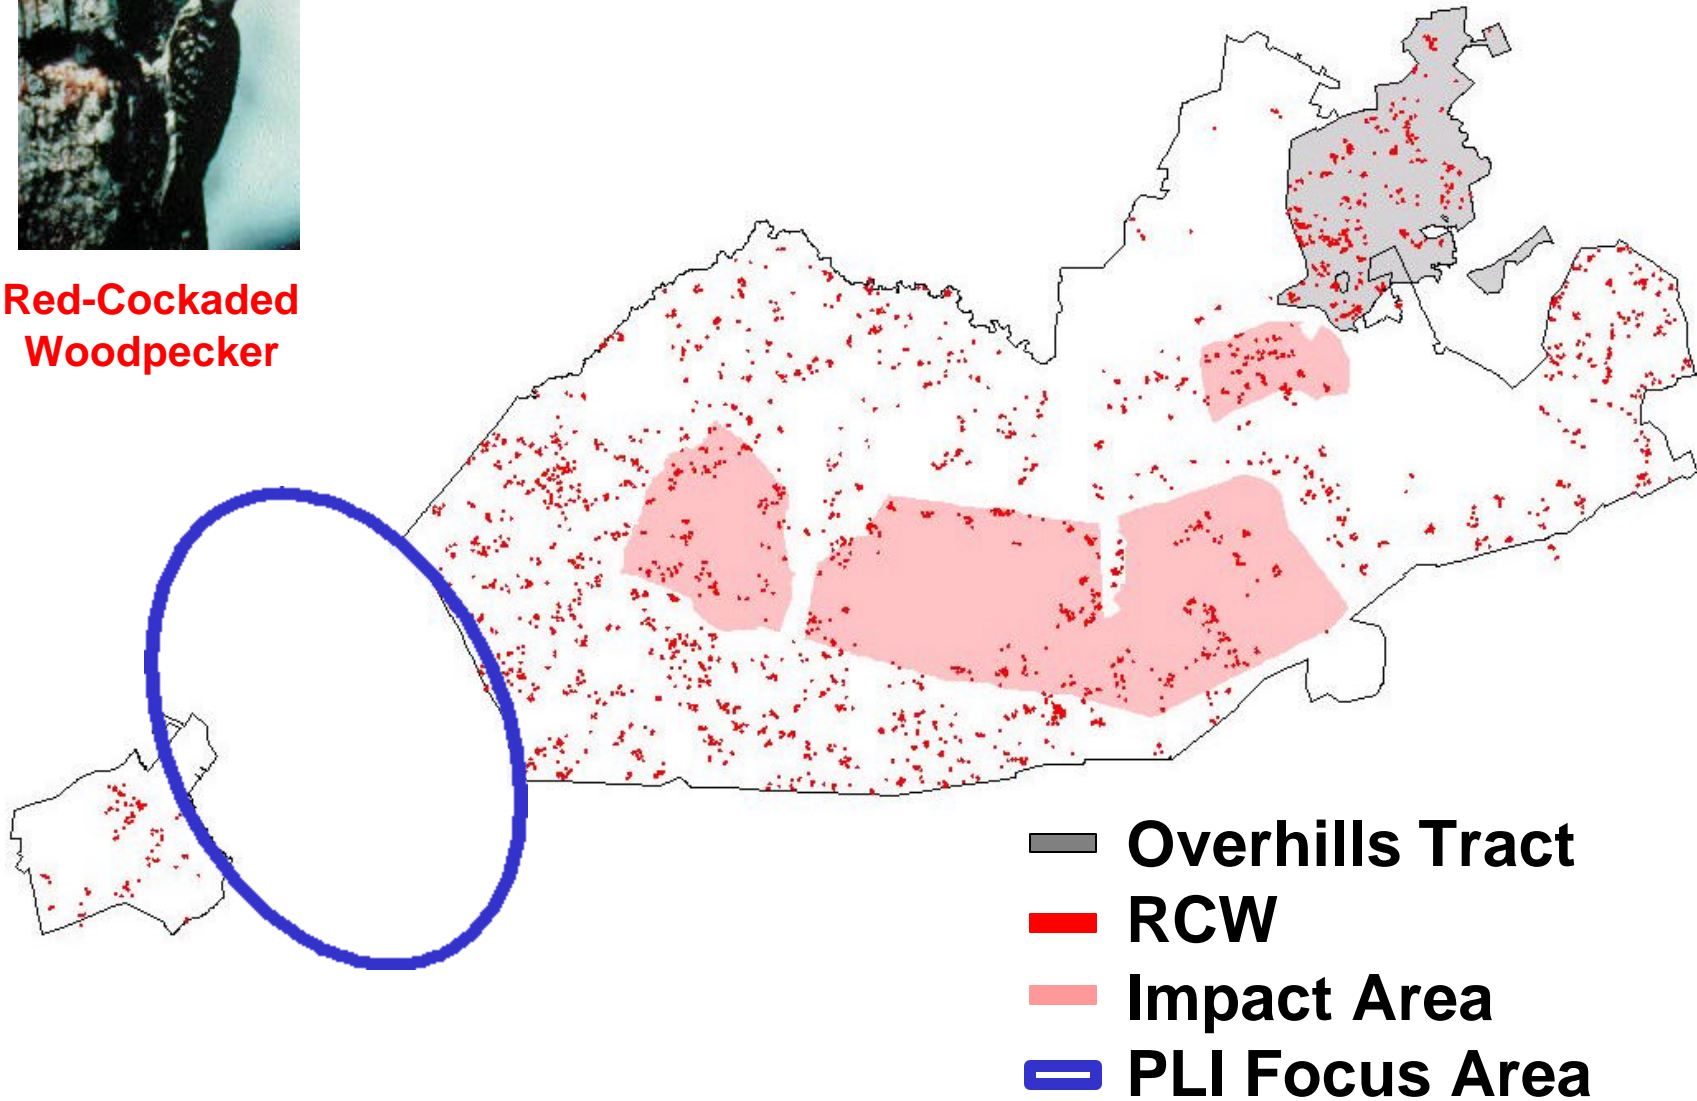 Red-Cockaded
Woodpecker
Overhills Tract
RCW
Impact Area
PLI Focus Area